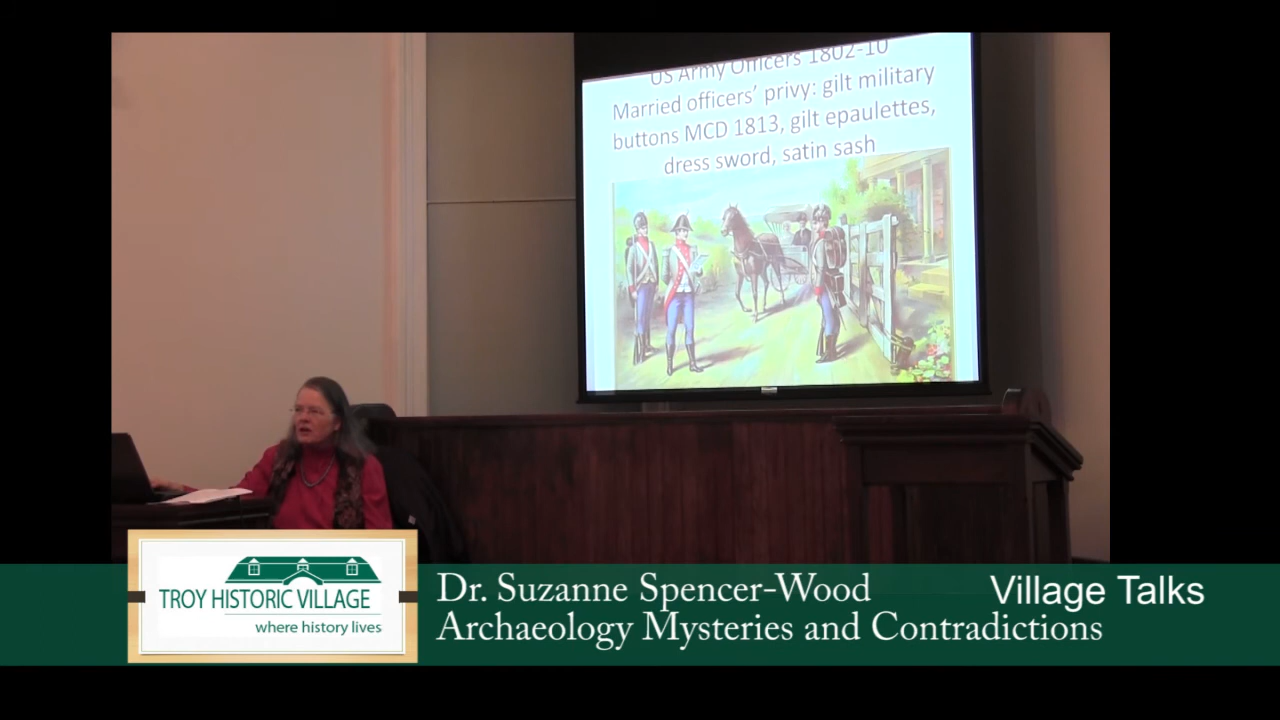 US Army Officers 1802-10
Married officers' privy: gilt military
buttons MCD 1813, gilt epaulettes,
dress sword, satin sash
TROY HISTORIC VILLAGE
where history lives
Dr. Suzanne Spencer-Wood
Village Talks
Archaeology Mysteries and Contradictions